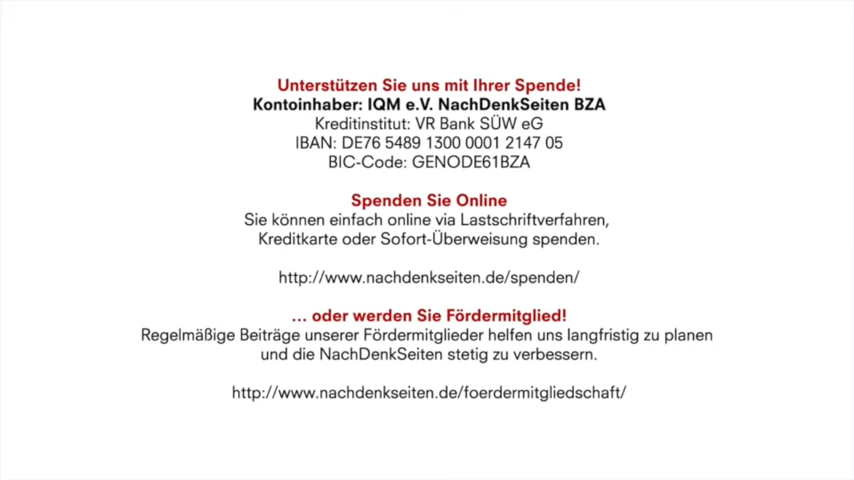 Unterstützen Sie uns mit Ihrer Spende!
Kontoinhaber: IQM e.V. NachDenkSeiten BZA
Kreditinstitut: VR Bank SÜW eG
IBAN: DE76 5489 1300 0001 2147 05
BIC-Code: GENODE61BZA
Spenden Sie Online
Sie können einfach online via Lastschriftverfahren,
Kreditkarte oder Sofort-Überweisung spenden.
http://www.nachdenkseiten.de/spenden/
... oder werden Sie Fördermitglied!
Regelmäßige Beiträge unserer Fördermitglieder helfen uns langfristig zu planen
und die NachDenkSeiten stetig zu verbessern.
http://www.nachdenkseiten.de/foerdermitgliedschaft/